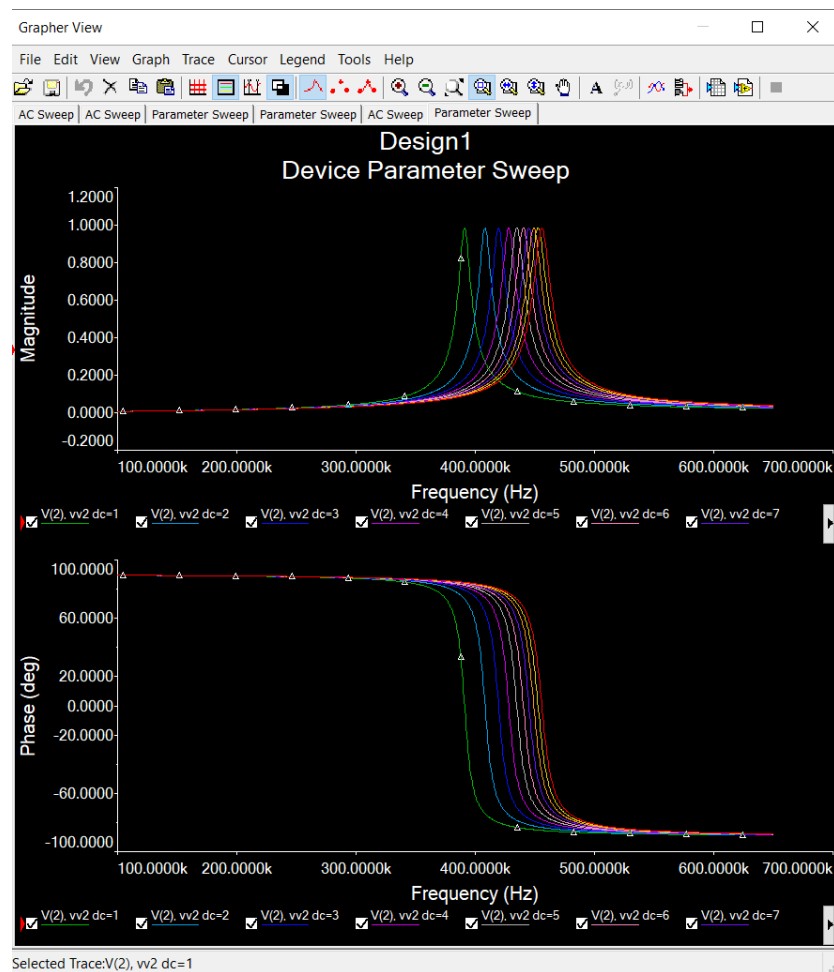 Grapher View
File Edit View Graph Trace Cursor Legend Tools Help
A
AC Sweep AC Sweep Parameter Sweep Parameter Sweep AC Sweep Parameter Sweep
Design1
Device Parameter Sweep
Magnitude
1.2000
1.0000
0.8000
0.6000
0.4000
0.2000
0.0000
-0.2000
100.0000k 200.0000k 300.0000k 400.0000k 500.0000k 600.0000k 700.0000k
Frequency (Hz)
V(2), vv2 dc=1 V(2), vv2 dc=2 V(2), vv2 dc=3 V(2), vv2 dc=4 V(2), vv2 dc=5 V(2), vv2 dc=6 V(2), vv2 dc=7
Phase (deg)
100.0000
60.0000
20.0000
0.0000
-20.0000
-60.0000
-100.0000
100.0000k 200.0000k 300.0000k 400.0000k 500.0000k 600.0000k 700.0000k
Frequency (Hz)
V(2), vv2 dc=1 V(2), vv2 dc=2 V(2), vv2 dc=3 V(2), vv2 dc=4 V(2), vv2 dc=5 V(2), vv2 dc=6 V(2), vv2 dc=7
Selected Trace:V(2), vv2 dc=1